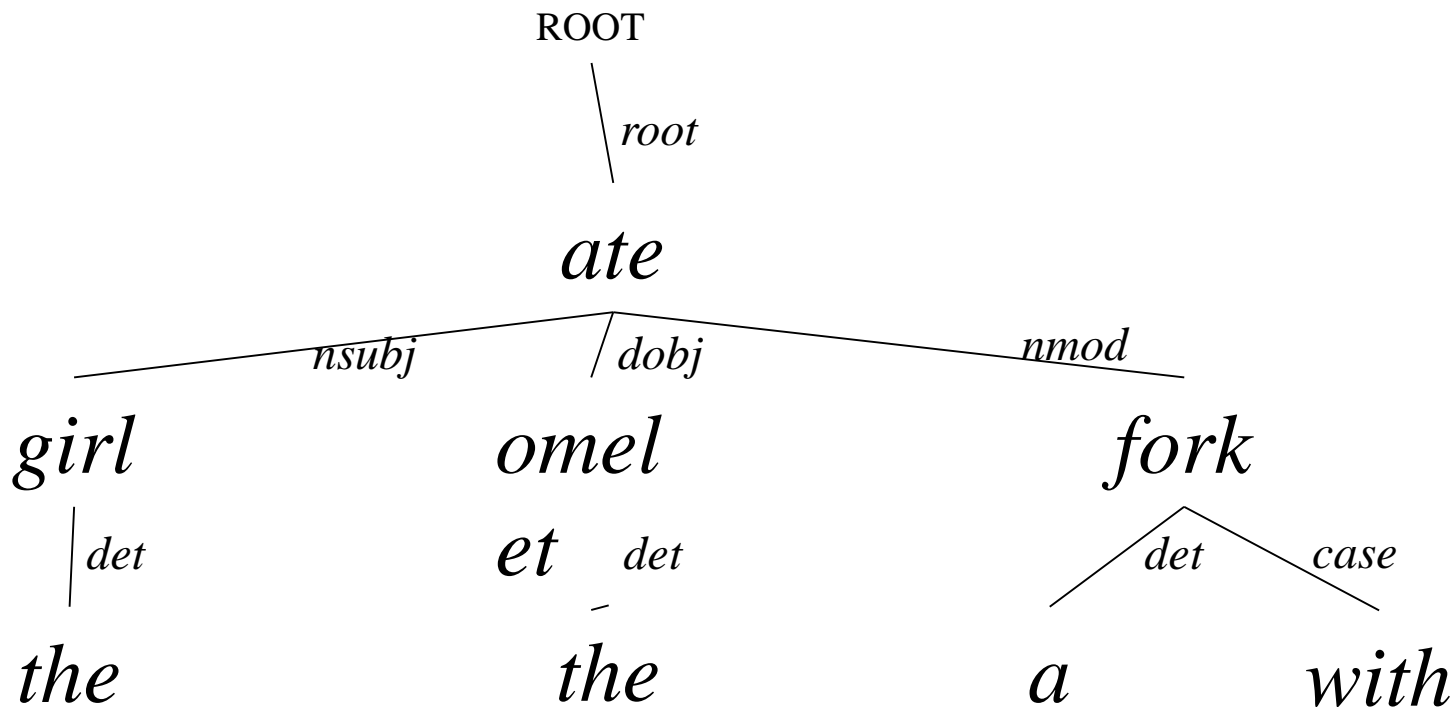 ROOT
root
ate
nsubj dobj nmod
girl omel fork
det et det det case
the the a with